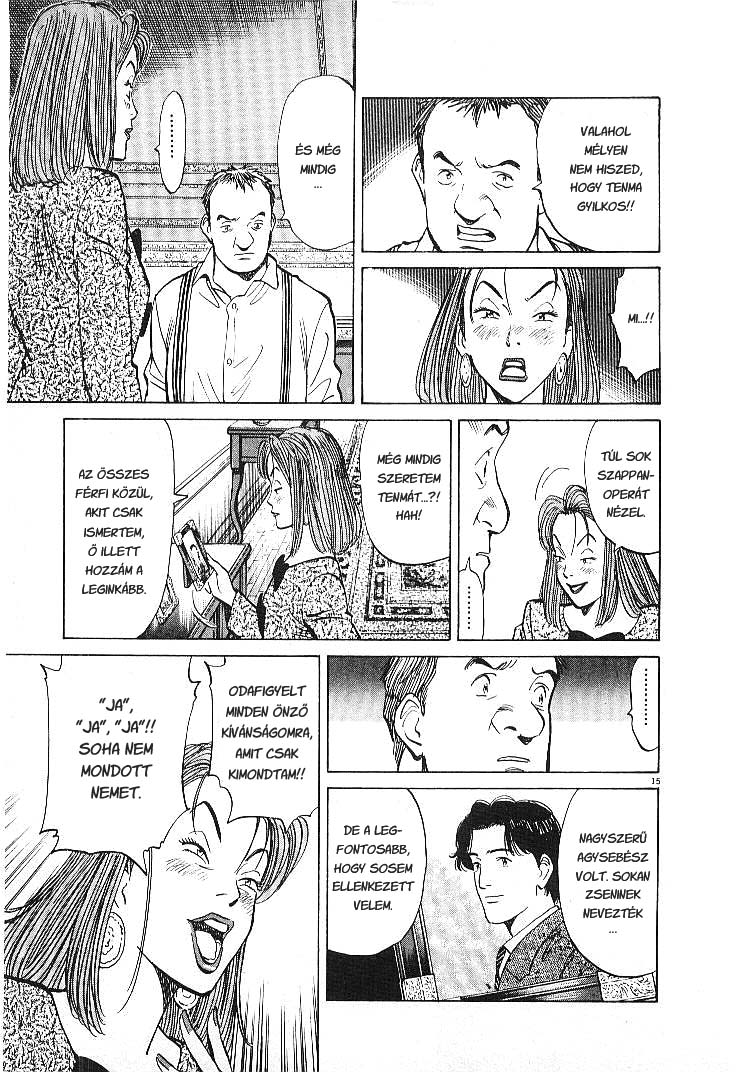 VALAHOL
MÉLYEN
NEM HISZED,
HOGY TENMA
GYILKOS!!
MI...!!
ÉS MÉG
MINDIG
...
......
TÚL SOK
SZAPPAN-
OPERÁT
NÉZEL.
......
MÉG MINDIG
SZERETEM
TENMÁT...?!
HAH!
AZ ÖSSZES
FÉRFI KÖZÜL,
AKIT CSAK
ISMERTEM,
Ő ILLETT
HOZZÁM A
LEGINKÁBB.
......
15
NAGYSZERŰ
AGYSEBÉSZ
VOLT. SOKAN
ZSENINEK
NEVEZTÉK
...
DE A LEG-
FONTOSABB,
HOGY SOSEM
ELLENKEZETT
VELEM.
ODAFIGYELT
MINDEN ÖNZŐ
KÍVÁNSÁGOMRA,
AMIT CSAK
KIMONDTAM!!
"JA",
"JA", "JA"!!
SOHA NEM
MONDOTT
NEMET.